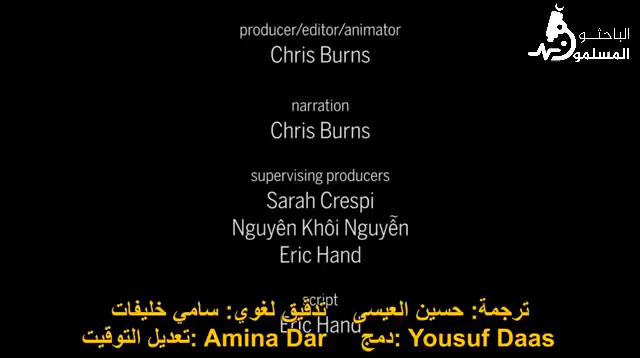 producer/editor/animator
Chris Burns
الباحثون
المسلمون
narration
Chris Burns
supervising producers
Sarah Crespi
Nguyên Khôi Nguyễn
Eric Hand
script
Eric Hand
ترجمة: حسين العيسى تدقيق لغوي: سامي خليفات
دمج: Yousuf Daas تعديل التوقيت: Amina Dar